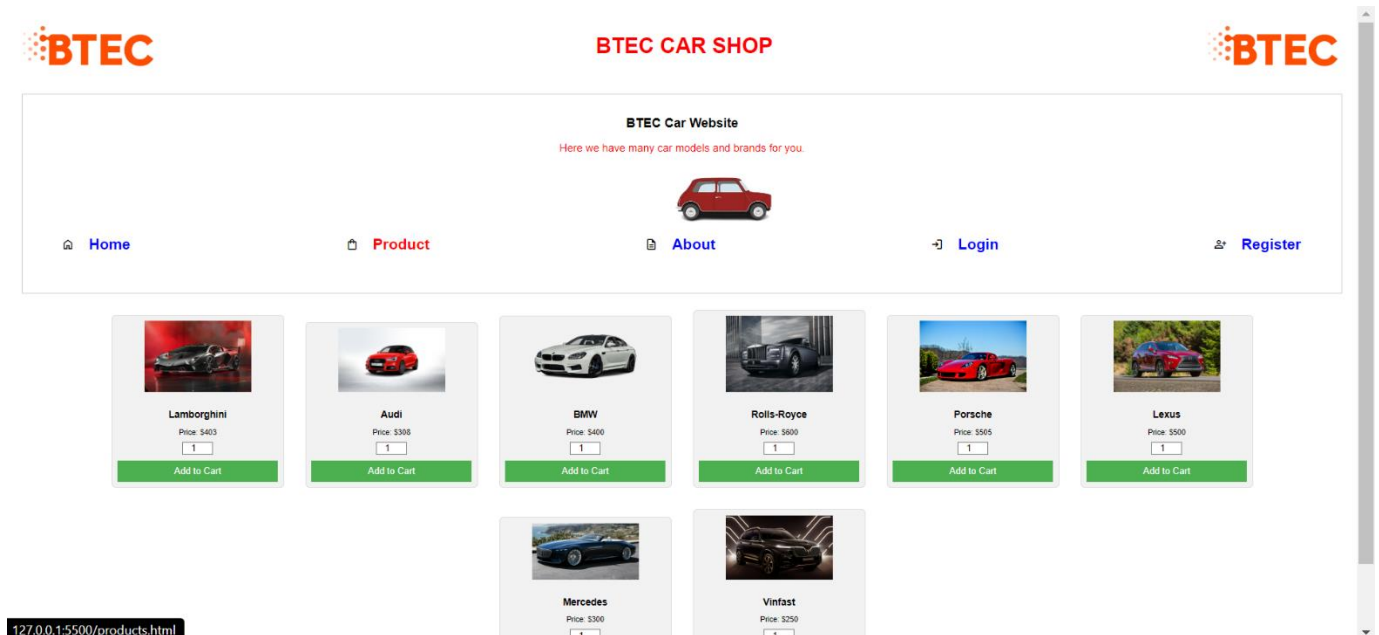 BTEC
BTEC CAR SHOP
BTEC
BTEC Car Website
Here we have many car models and brands for you.
Home
Product
About
Login
Register
Lamborghini
Price: $403
1
Add to Cart
Audi
Price: $308
1
Add to Cart
BMW
Price: $400
1
Add to Cart
Rolls-Royce
Price: $600
1
Add to Cart
Porsche
Price: $505
1
Add to Cart
Lexus
Price: $500
1
Add to Cart
Mercedes
Price: $300
1
Vinfast
Price: $250
1
127.0.0.1:5500/products.html